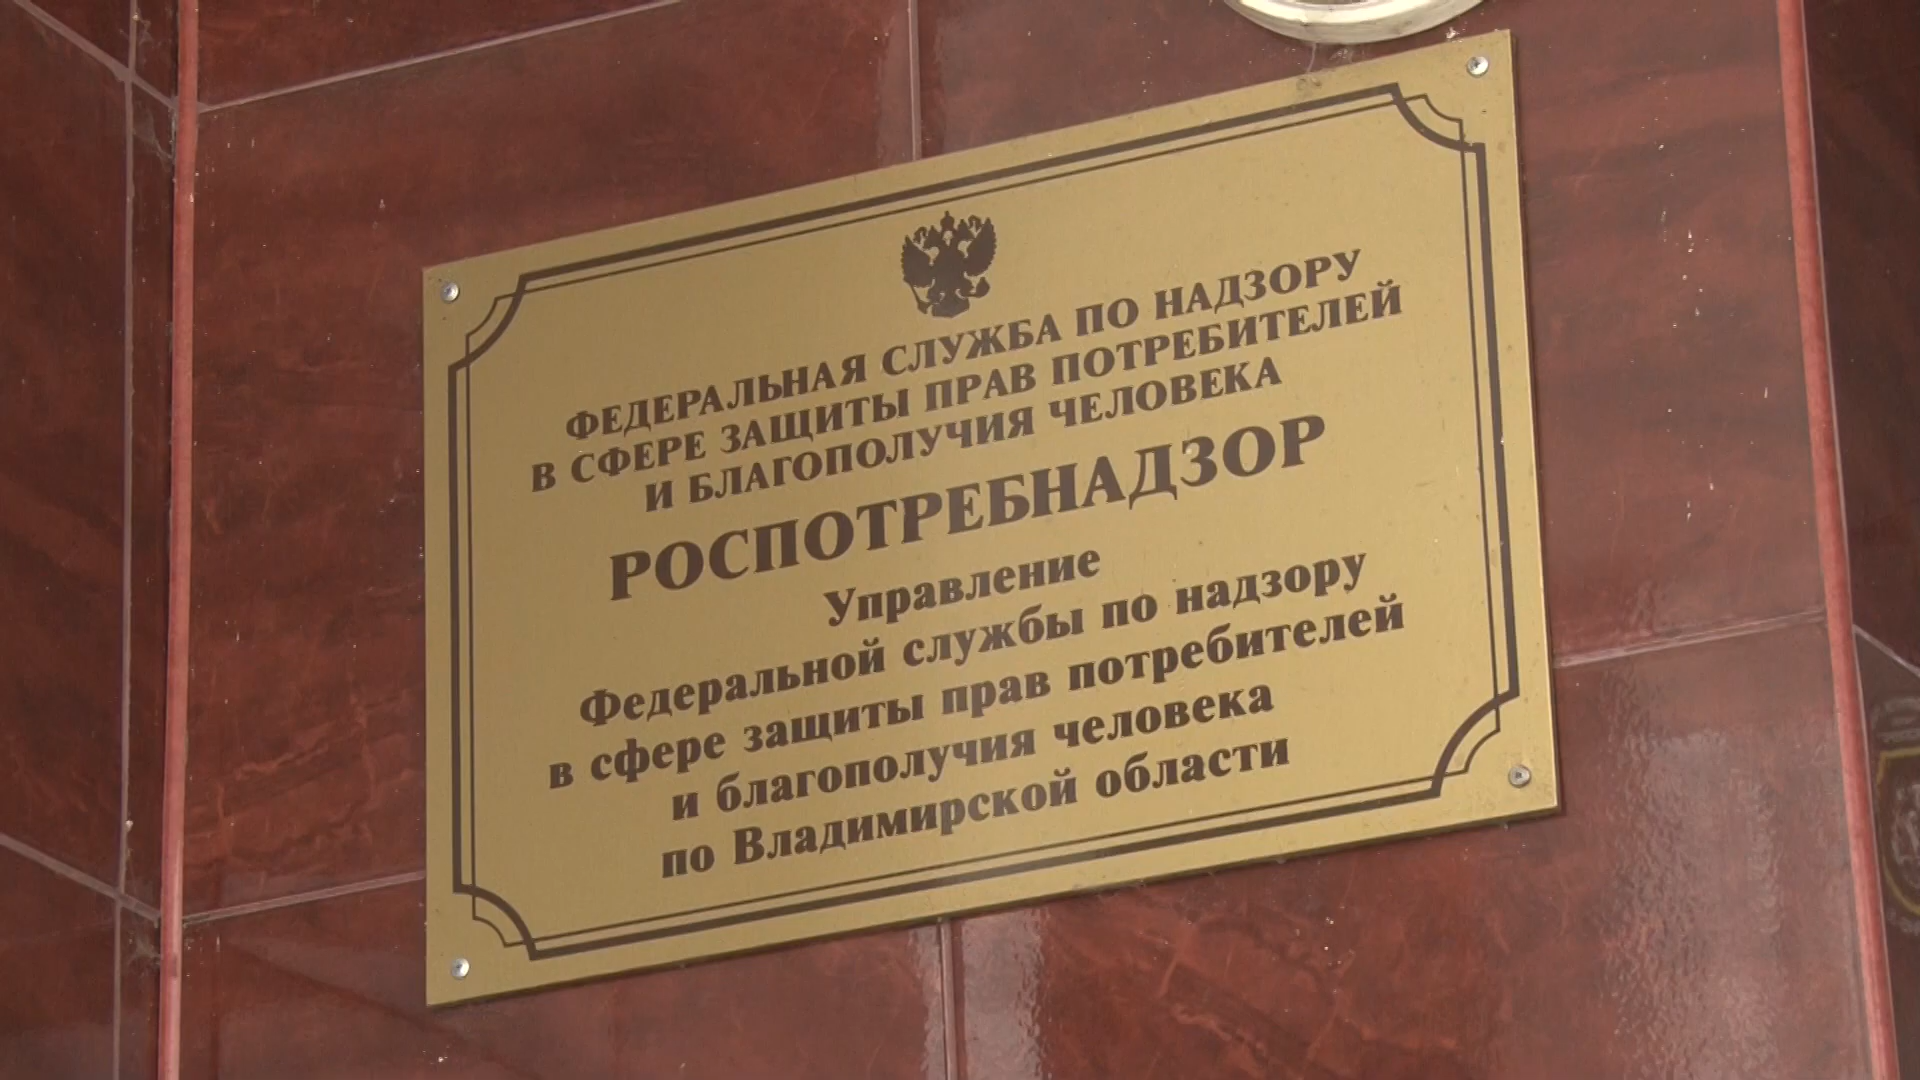 ФЕДЕРАЛЬНАЯ СЛУЖБА ПО НАДЗОРУ
В СФЕРЕ ЗАЩИТЫ ПРАВ ПОТРЕБИТЕЛЕЙ
И БЛАГОПОЛУЧИЯ ЧЕЛОВЕКА
РОСПОТРЕБНАДЗОР
Управление
Федеральной службы по надзору
в сфере защиты прав потребителей
и благополучия человека
по Владимирской области